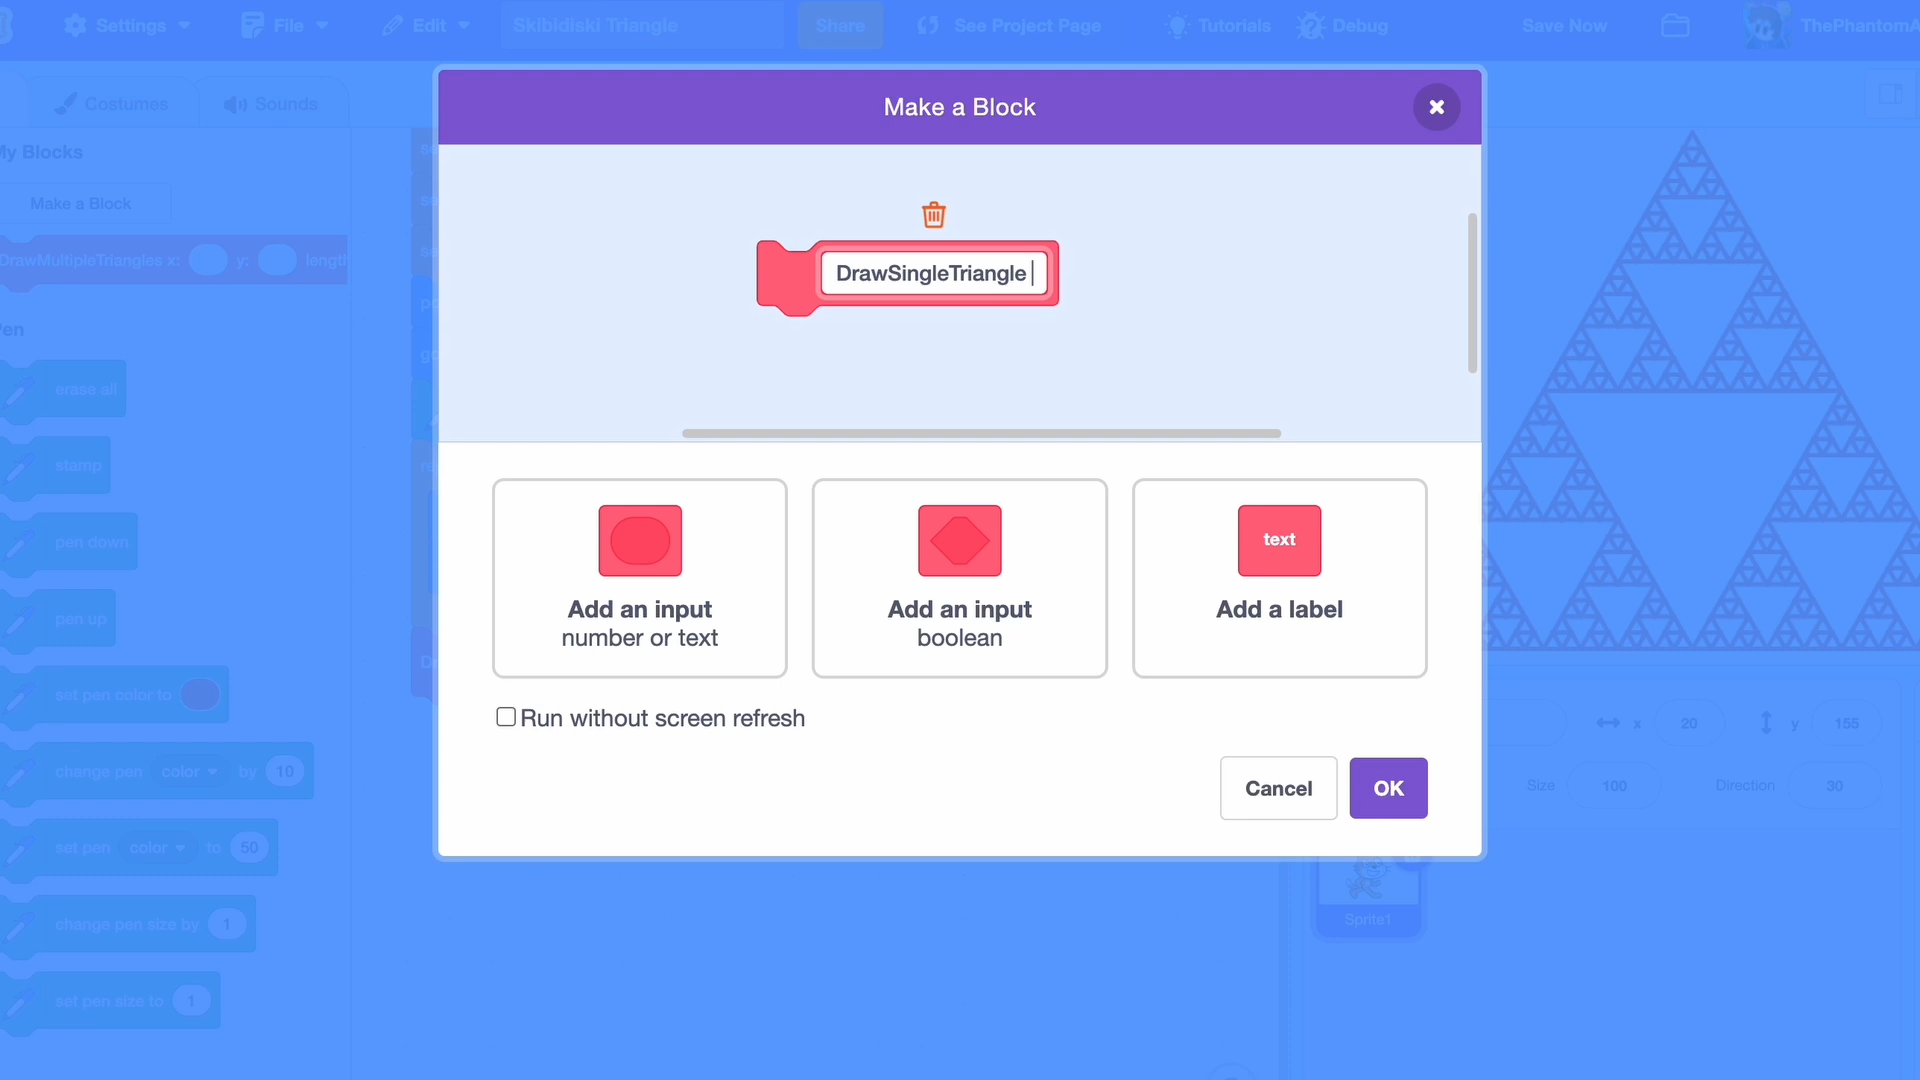 Settings File Edit Skibidiski Triangle Share See Project Page Tutorials Debug Save Now
Costumes Sounds
Make a Block
My Blocks
Make a Block
DrawMultipleTriangles x: y:
DrawSingleTriangle
erase all
stamp
pen down
pen up
set pen color to
change pen color by 10
set pen color to 50
change pen size by 1
set pen size to 1
text
Add an input
number or text
Add an input
boolean
Add a label
Run without screen refresh
Cancel OK
x 20 y 155
Size 100 Direction 30
Sprite1